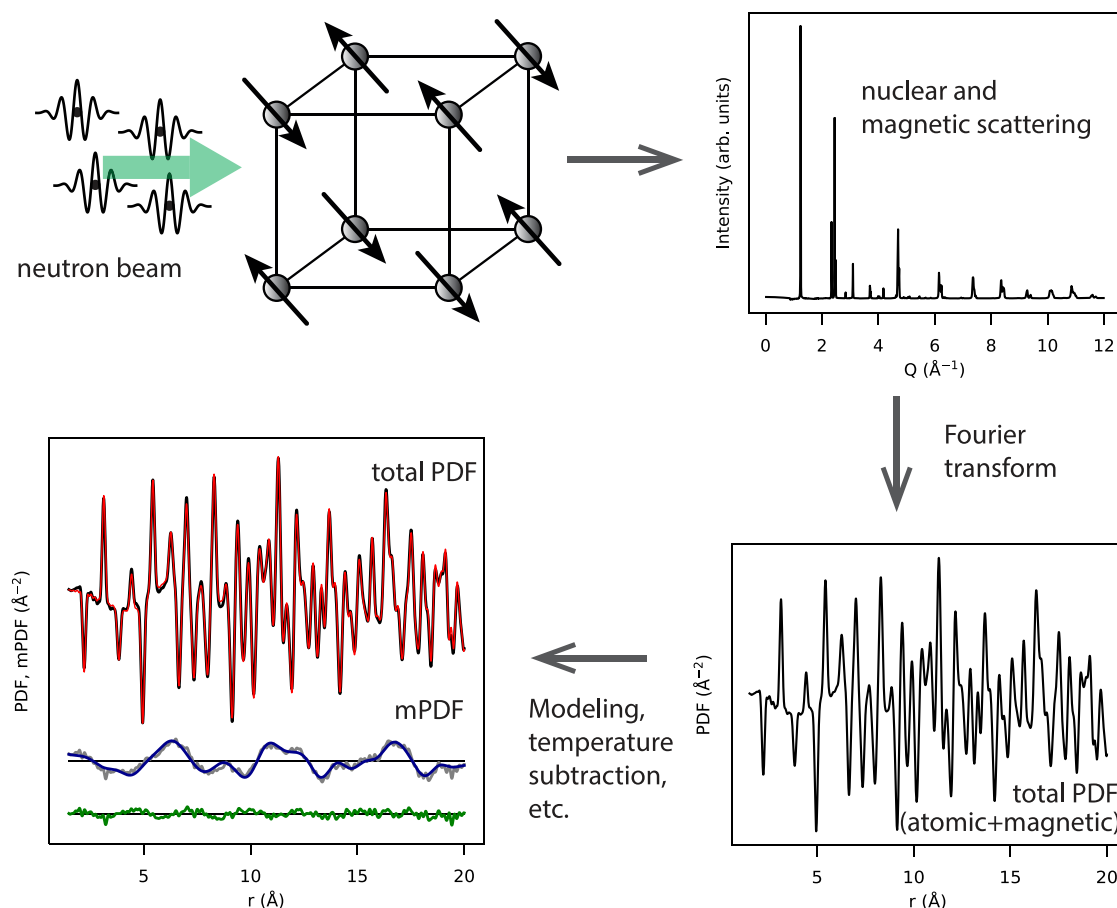 neutron beam
Intensity (arb. units)
nuclear and
magnetic scattering
0 2 4 6 8 10 12
Q (Å⁻¹)
Fourier
transform
PDF (Å⁻²)
total PDF
(atomic+magnetic)
5 10 15 20
r (Å)
Modeling,
temperature
subtraction,
etc.
PDF, mPDF (Å⁻²)
total PDF
mPDF
5 10 15 20
r (Å)